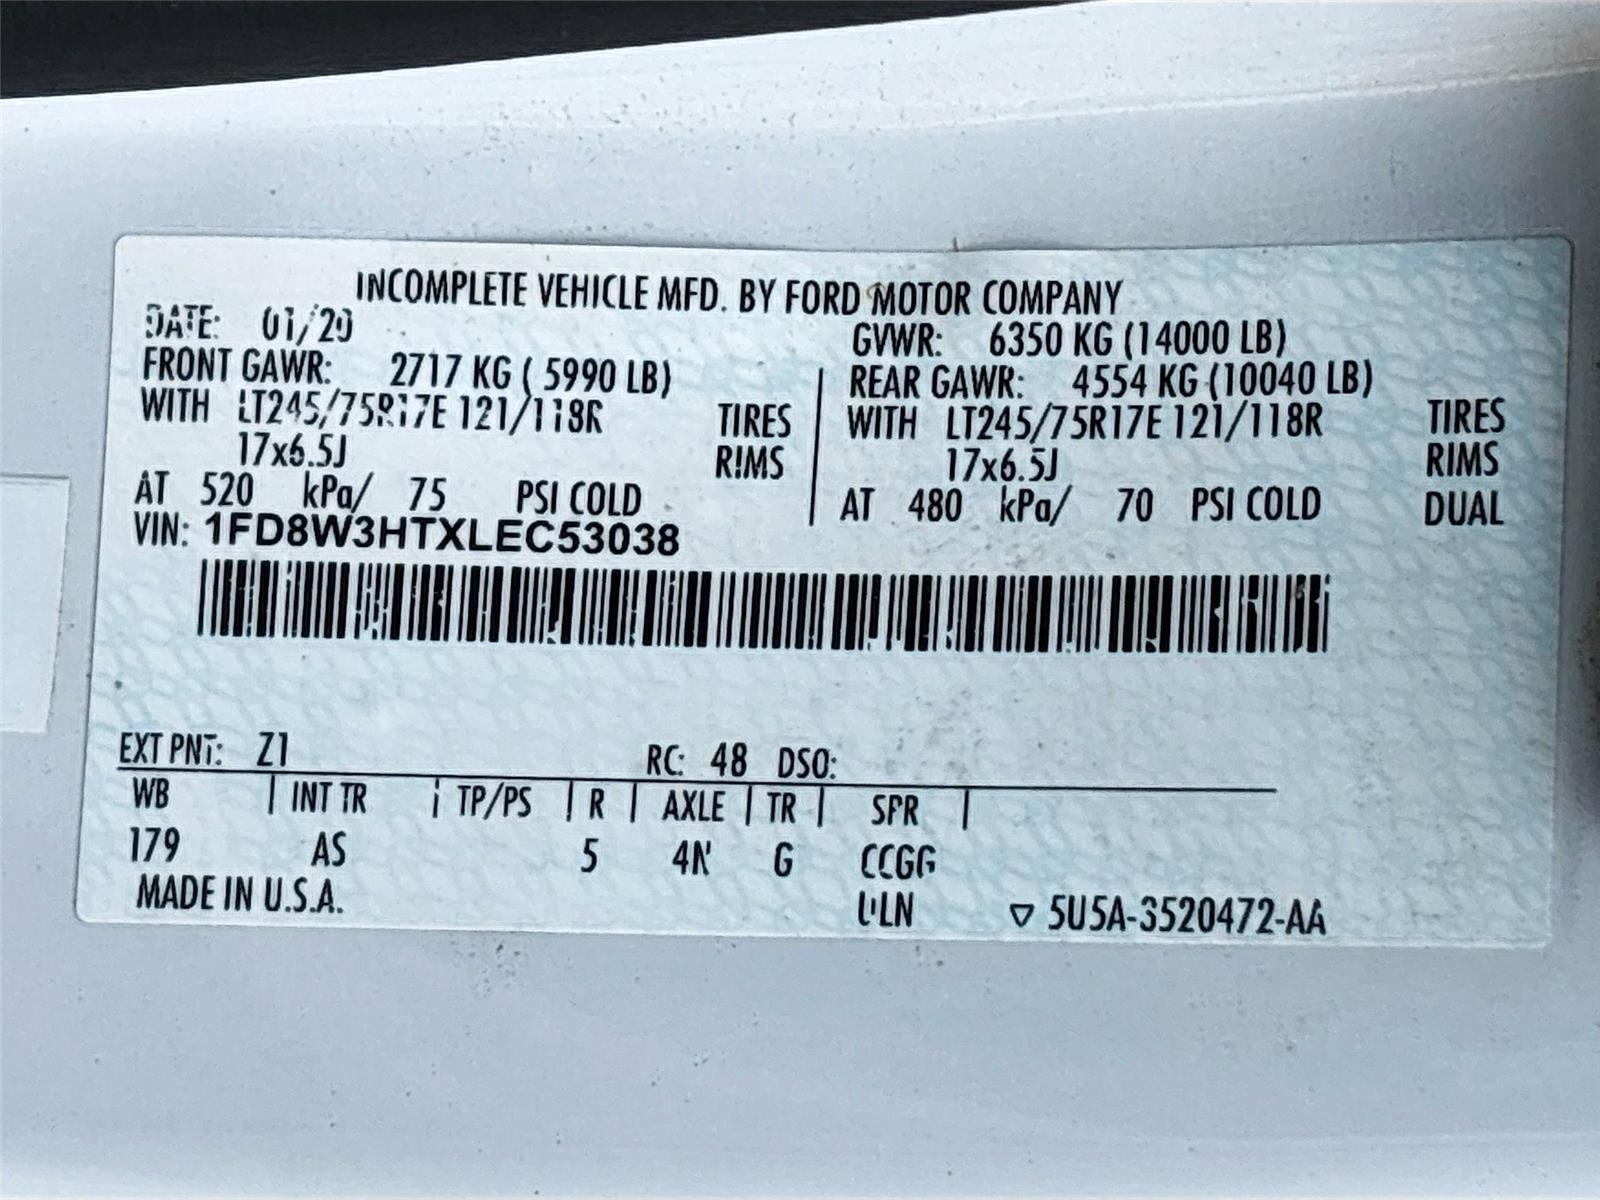 INCOMPLETE VEHICLE MFD. BY FORD MOTOR COMPANY
DATE: 01/20 GVWR: 6350 KG (14000 LB)
FRONT GAWR: 2717 KG ( 5990 LB) REAR GAWR: 4554 KG (10040 LB)
WITH LT245/75R17E 121/118R TIRES WITH LT245/75R17E 121/118R TIRES
17x6.5J RIMS 17x6.5J RIMS
AT 520 kPa/ 75 PSI COLD AT 480 kPa/ 70 PSI COLD DUAL
VIN: 1FD8W3HTXLEC53038
EXT PNT: Z1 RC: 48 DSO:
WB | INT TR | TP/PS | R | AXLE | TR | SPR |
179 AS 5 4N G CCGG
MADE IN U.S.A. ▽ 5U5A-3520472-AA